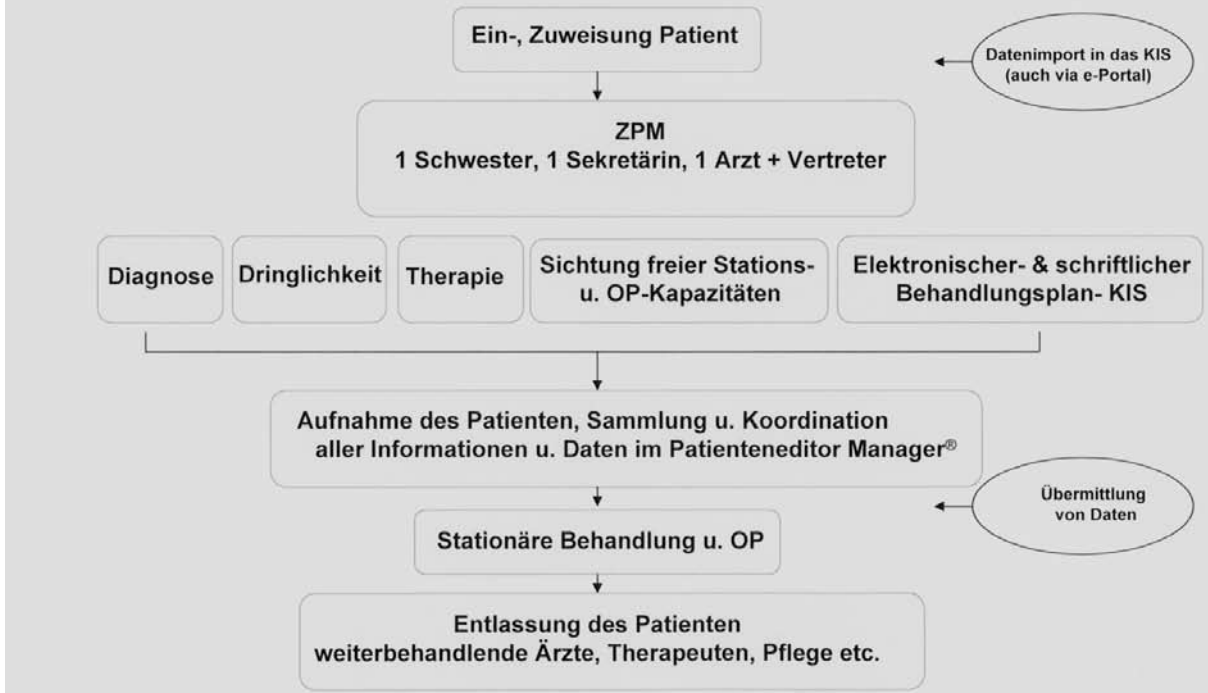 Ein-, Zuweisung Patient
Datenimport in das KIS
(auch via e-Portal)
ZPM
1 Schwester, 1 Sekretärin, 1 Arzt + Vertreter
Diagnose
Dringlichkeit
Therapie
Sichtung freier Stations-
u. OP-Kapazitäten
Elektronischer- & schriftlicher
Behandlungsplan- KIS
Aufnahme des Patienten, Sammlung u. Koordination
aller Informationen u. Daten im Patienteneditor Manager®
Übermittlung
von Daten
Stationäre Behandlung u. OP
Entlassung des Patienten
weiterbehandlende Ärzte, Therapeuten, Pflege etc.